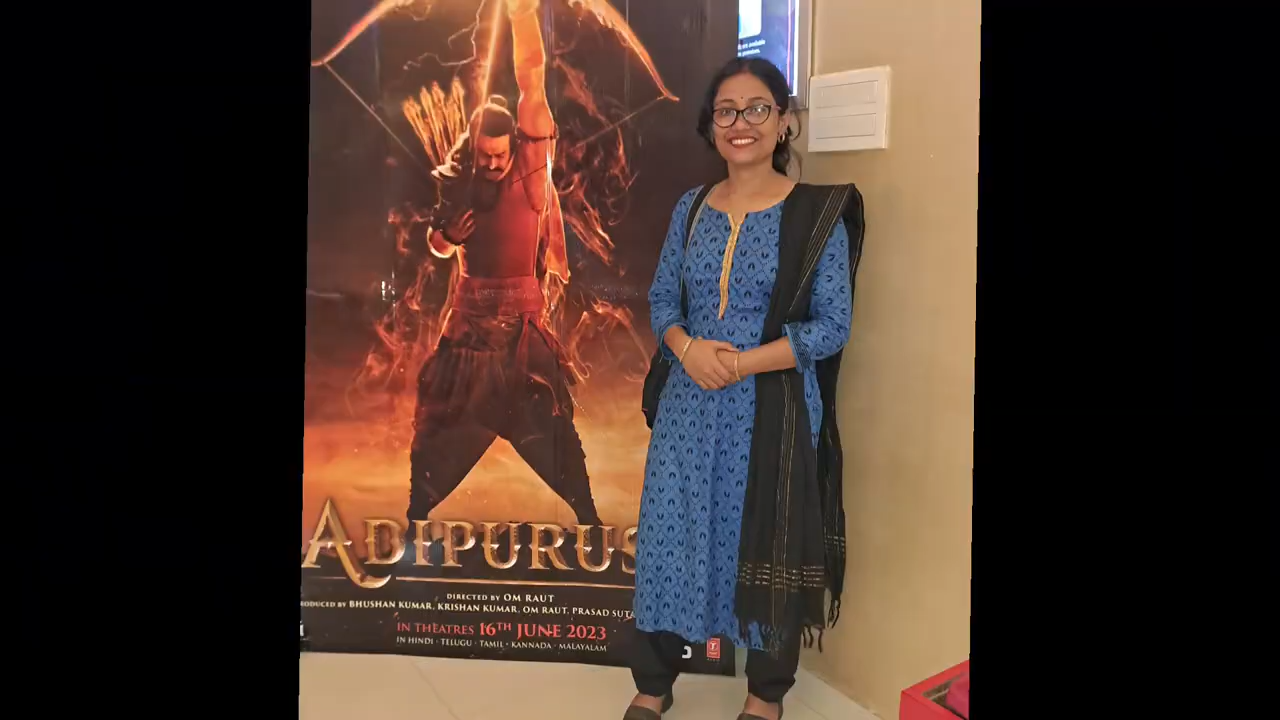 ADIPURUS
DIRECTED BY OM RAUT
RODUCED BY BHUSHAN KUMAR, KRISHAN KUMAR, OM RAUT, PRASAD SUTA
IN THEATRES 16TH JUNE 2023
IN HINDI · TELUGU · TAMIL · KANNADA · MALAYALAM